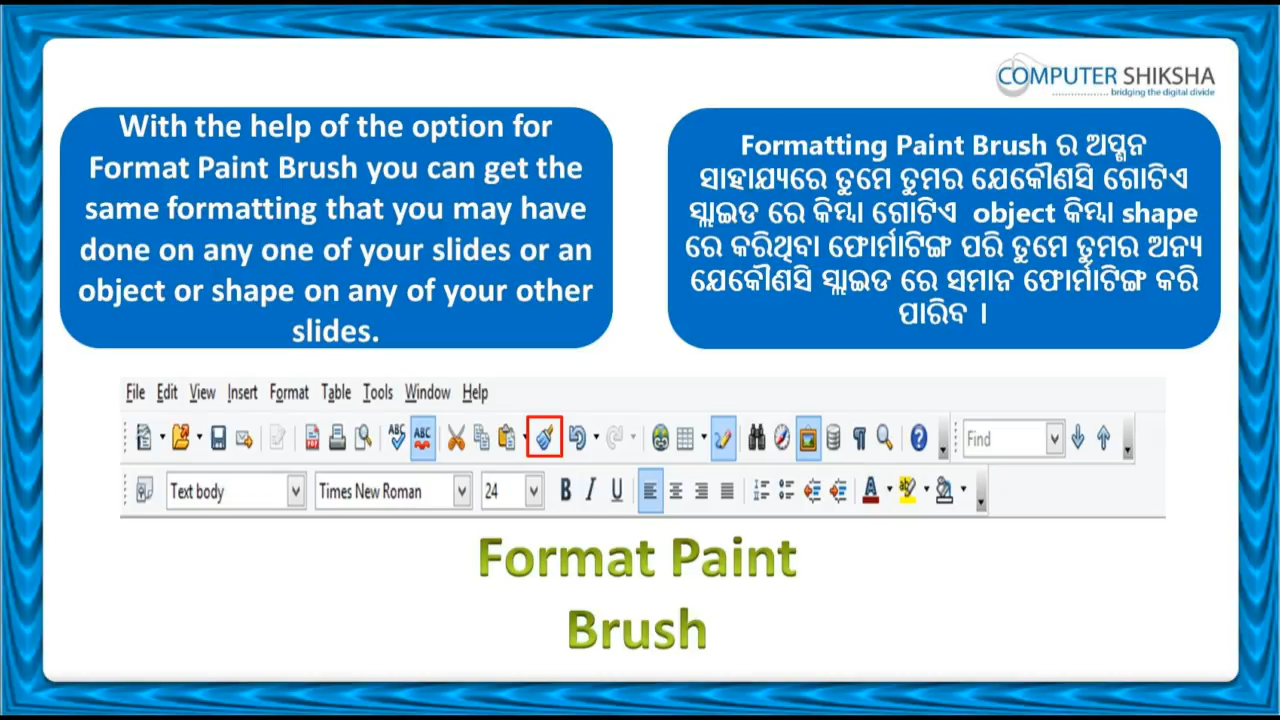 COMPUTER SHIKSHA
bridging the digital divide
With the help of the option for
Format Paint Brush you can get the
same formatting that you may have
done on any one of your slides or an
object or shape on any of your other
slides.
Formatting Paint Brush ର ଅପ୍ସନ
ସାହାଯ୍ୟରେ ତୁମେ ତୁମର ଯେକୌଣସି ଗୋଟିଏ
ସ୍ଲାଇଡ ରେ କିମ୍ବା ଗୋଟିଏ object କିମ୍ବା shape
ରେ କରିଥିବା ଫୋର୍ମାଟିଙ୍ଗ ପରି ତୁମେ ତୁମର ଅନ୍ୟ
ଯେକୌଣସି ସ୍ଲାଇଡ ରେ ସମାନ ଫୋର୍ମାଟିଙ୍ଗ କରି
ପାରିବ ।
File Edit View Insert Format Table Tools Window Help
ABC ABC Find
Text body Times New Roman 24 B I U A
Format Paint
Brush